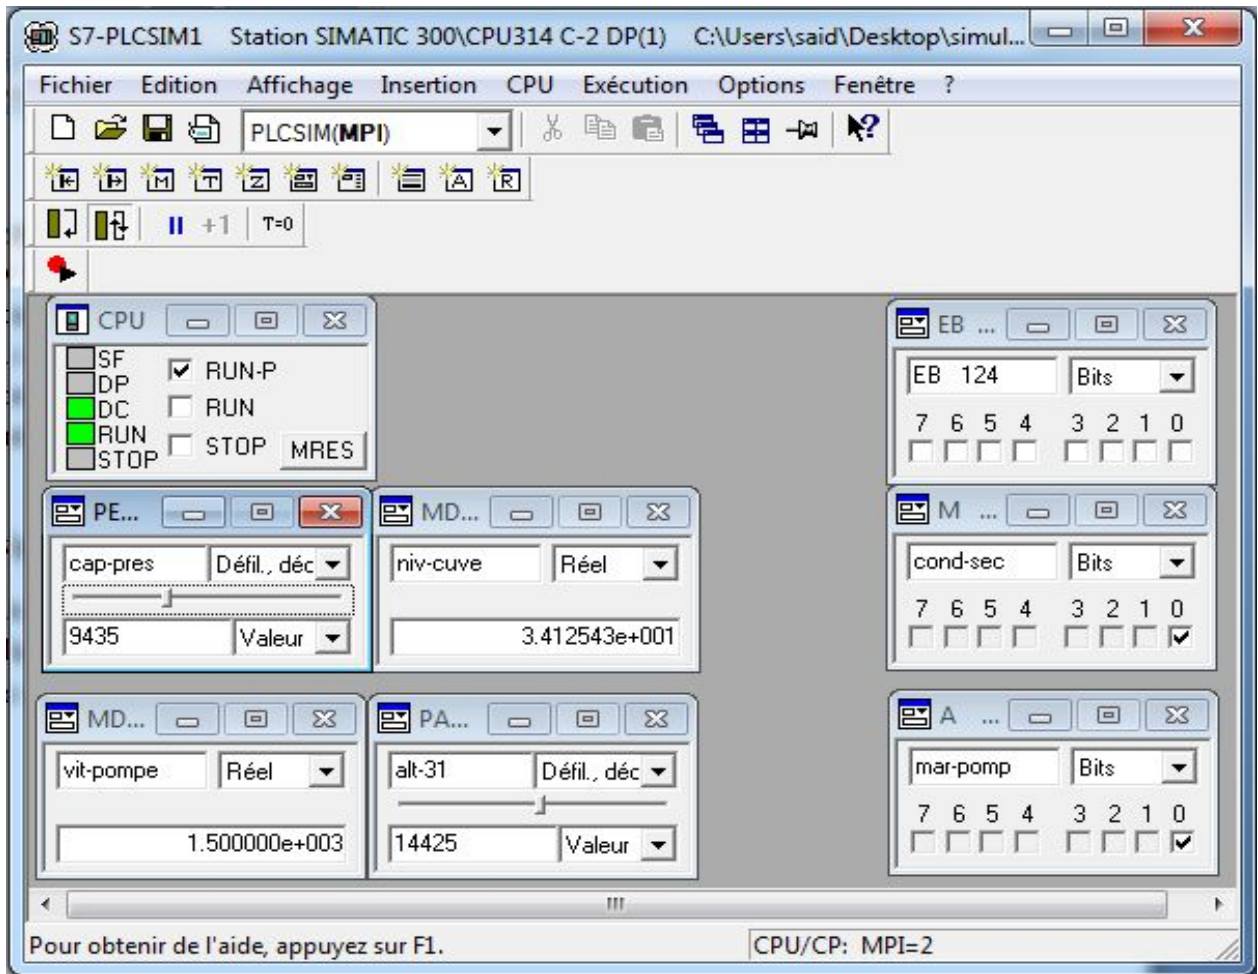 S7-PLCSIM1 Station SIMATIC 300\CPU314 C-2 DP(1) C:\Users\said\Desktop\simul...
Fichier Edition Affichage Insertion CPU Exécution Options Fenêtre ?
PLCSIM(MPI)
M T Z A R
+1 T=0
CPU
SF
DP
DC
RUN
STOP
RUN-P
RUN
STOP MRES
EB ...
EB 124 Bits
7 6 5 4 3 2 1 0
PE...
cap-pres Défil., déc
9435 Valeur
MD...
niv-cuve Réel
3.412543e+001
M ...
cond-sec Bits
7 6 5 4 3 2 1 0
MD...
vit-pompe Réel
1.500000e+003
PA...
alt-31 Défil., déc
14425 Valeur
A ...
mar-pomp Bits
7 6 5 4 3 2 1 0
Pour obtenir de l'aide, appuyez sur F1. CPU/CP: MPI=2